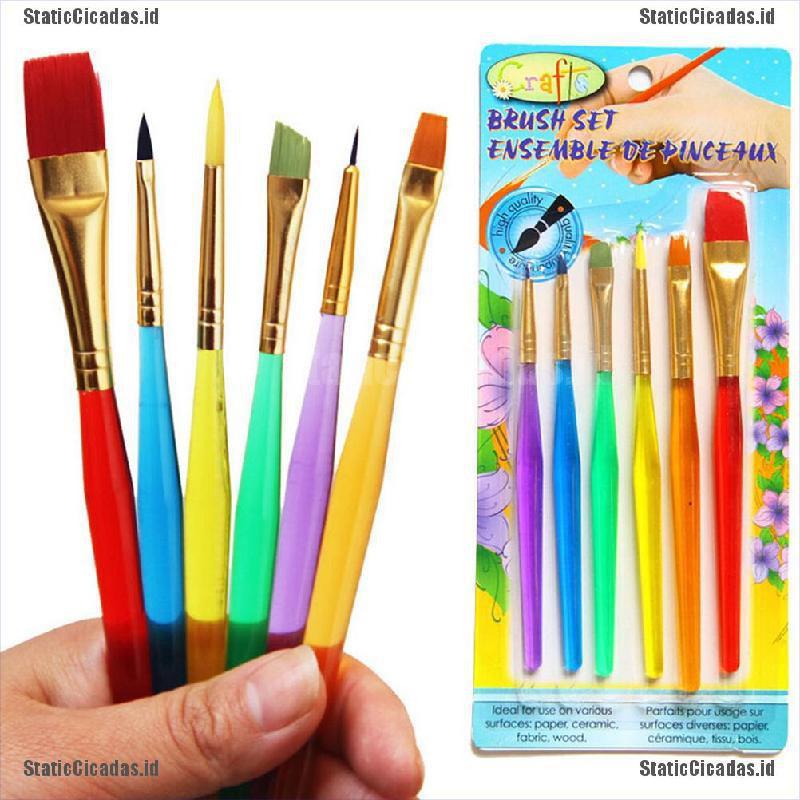 StaticCicadas.id
StaticCicadas.id
Crafts
BRUSH SET
ENSEMBLE DE PINCEAUX
high quality
Ideal for use on various
surfaces: paper, ceramic,
fabric, wood.
Parfaits pour usage sur
surfaces diverses: papier,
céramique, tissu, bois.
StaticCicadas.id
StaticCicadas.id